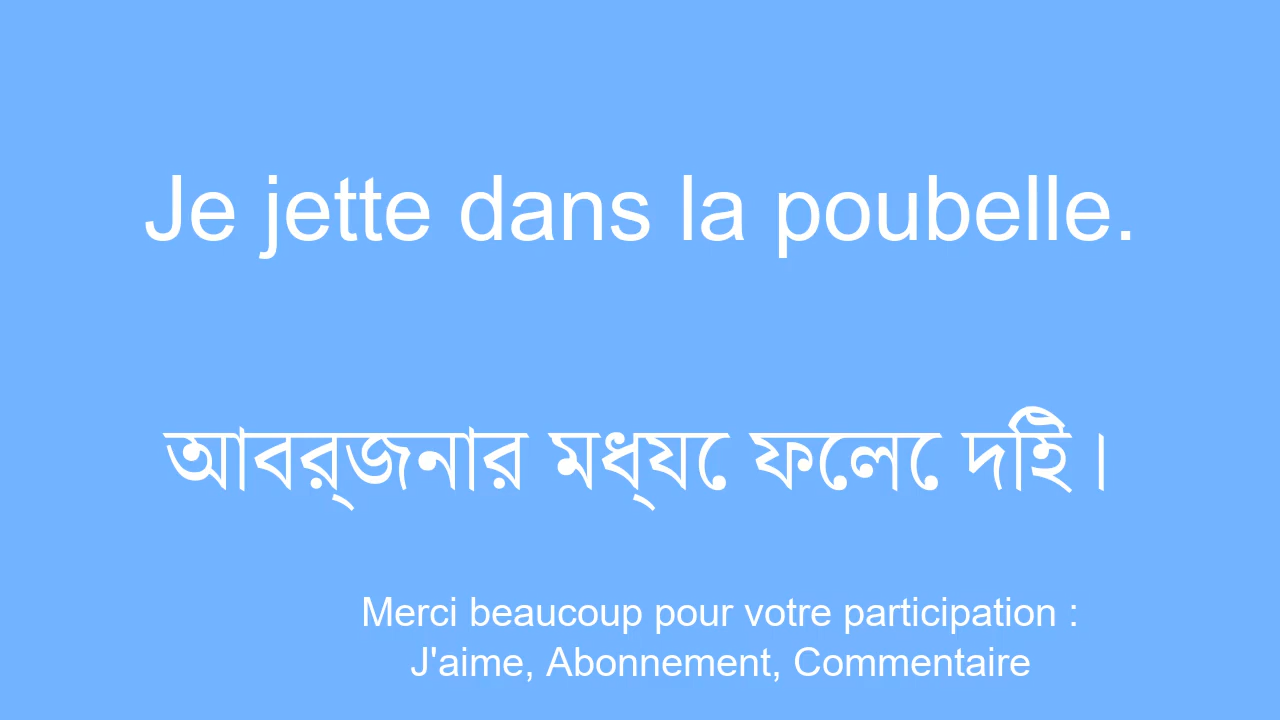 Je jette dans la poubelle.
আবর্জনার মধ্যে ফেলে দিই।
Merci beaucoup pour votre participation :
J'aime, Abonnement, Commentaire